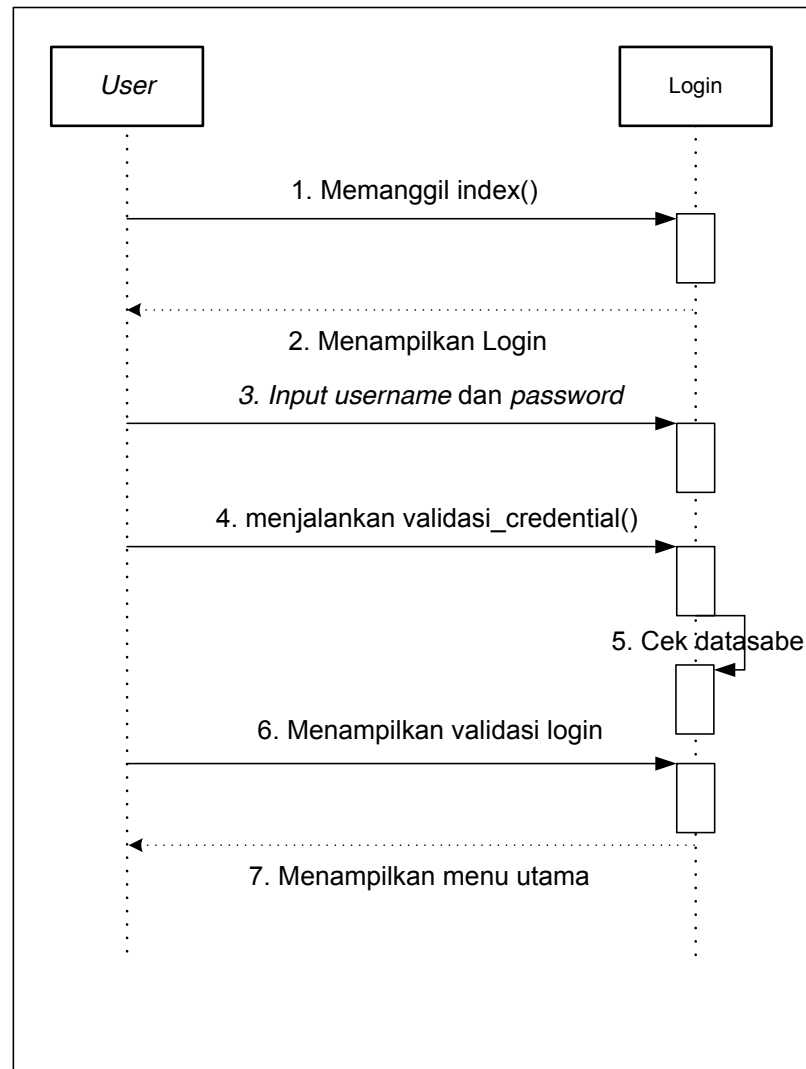 User
Login
1. Memanggil index()
2. Menampilkan Login
3. Input username dan password
4. menjalankan validasi_credential()
5. Cek datasabe
6. Menampilkan validasi login
7. Menampilkan menu utama